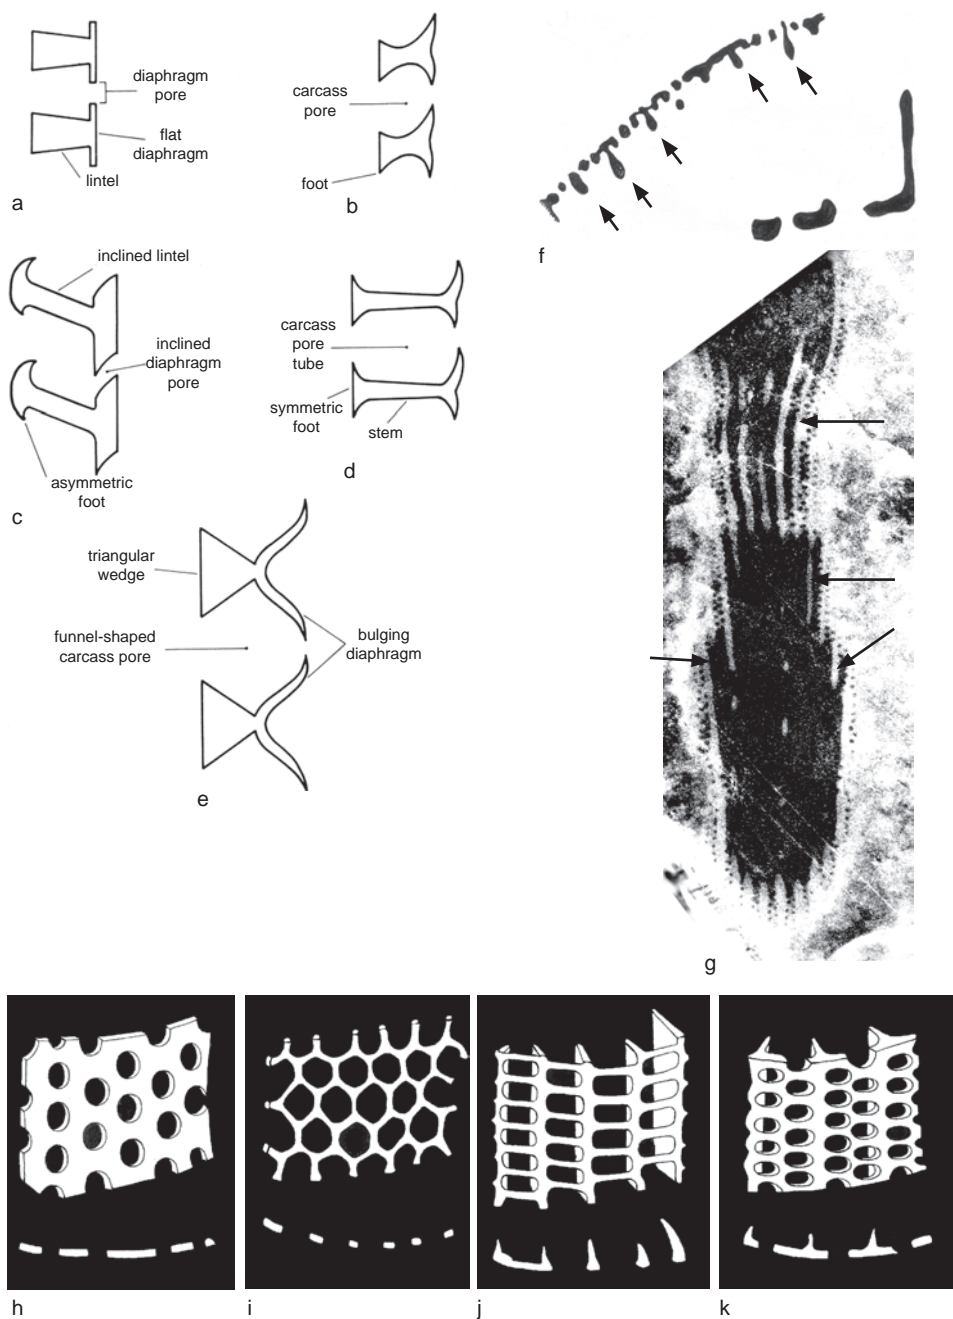 diaphragm
pore
flat
diaphragm
lintel
a
carcass
pore
foot
b
f
inclined lintel
inclined
diaphragm
pore
asymmetric
foot
c
carcass
pore
tube
symmetric
foot
stem
d
triangular
wedge
funnel-shaped
carcass pore
bulging
diaphragm
e
g
h
i
j
k